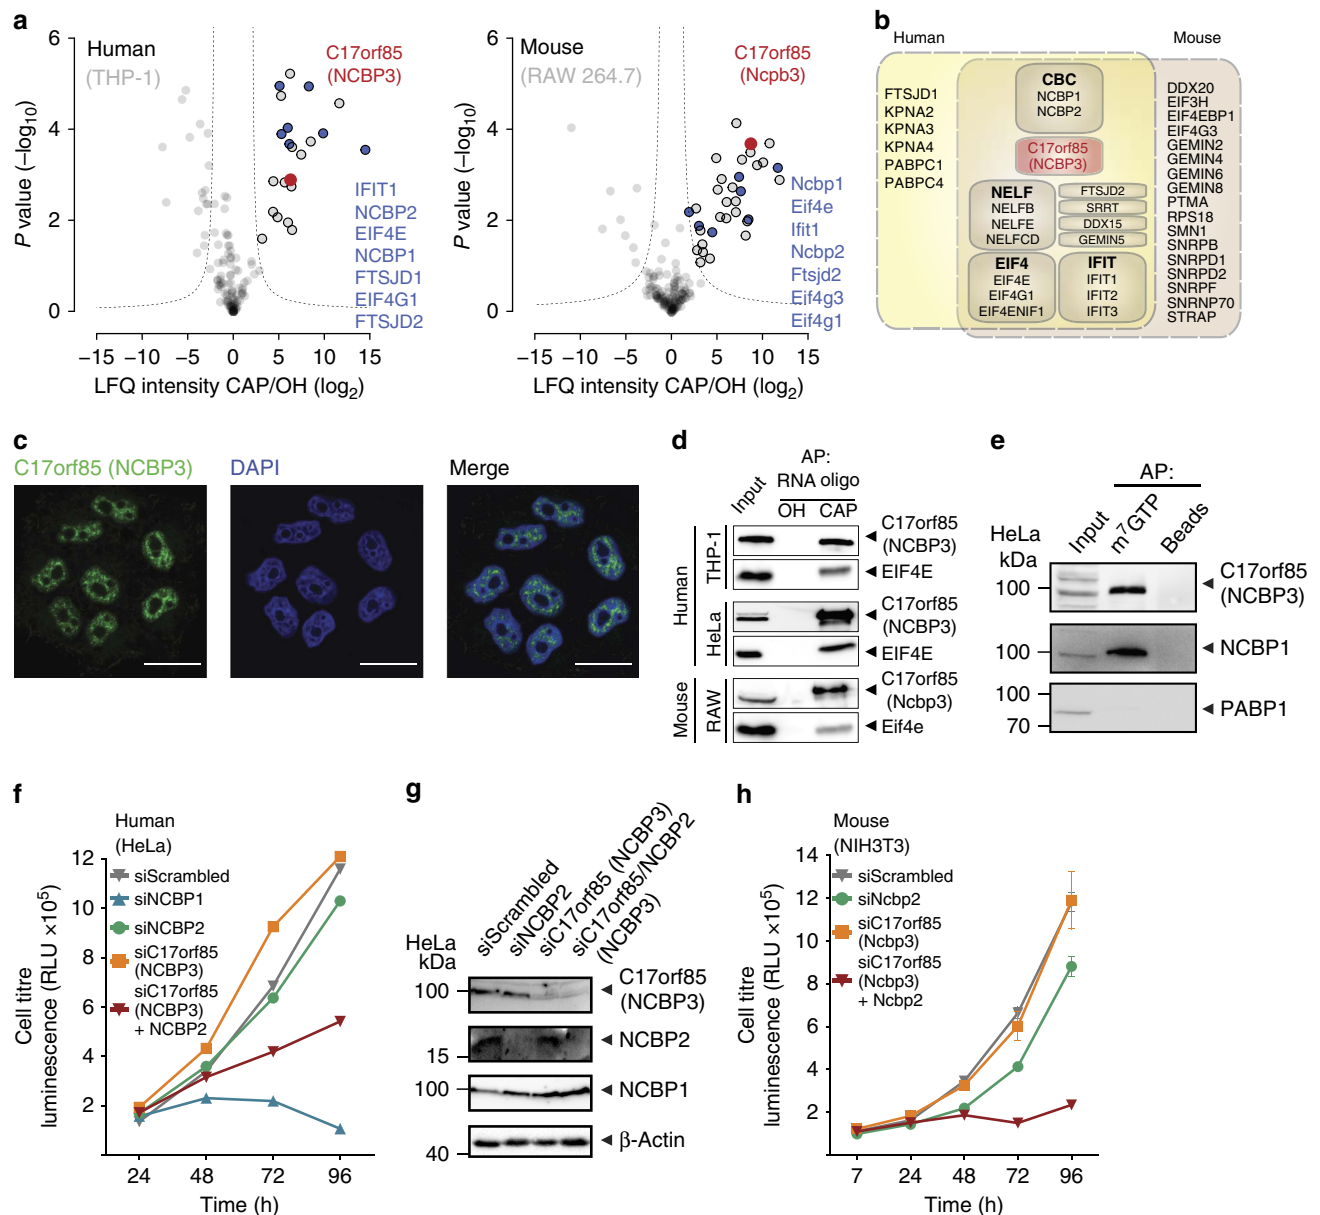 a
Human
(THP-1)
C17orf85
(NCBP3)
IFIT1
NCBP2
EIF4E
NCBP1
FTSJD1
EIF4G1
FTSJD2
P value (–log10)
6
4
2
0
−15 −10 −5 0 5 10 15
LFQ intensity CAP/OH (log2)
Mouse
(RAW 264.7)
C17orf85
(Ncpb3)
Ncbp1
Eif4e
Ifit1
Ncbp2
Ftsjd2
Eif4g3
Eif4g1
P value (–log10)
6
4
2
0
−15 −10 −5 0 5 10 15
LFQ intensity CAP/OH (log2)
b
Human
Mouse
FTSJD1
KPNA2
KPNA3
KPNA4
PABPC1
PABPC4
CBC
NCBP1
NCBP2
C17orf85
(NCBP3)
NELF
NELFB
NELFE
NELFCD
FTSJD2
SRRT
DDX15
GEMIN5
EIF4
EIF4E
EIF4G1
EIF4ENIF1
IFIT
IFIT1
IFIT2
IFIT3
DDX20
EIF3H
EIF4EBP1
EIF4G3
GEMIN2
GEMIN4
GEMIN6
GEMIN8
PTMA
RPS18
SMN1
SNRPB
SNRPD1
SNRPD2
SNRPF
SNRNP70
STRAP
c
C17orf85 (NCBP3)
DAPI
Merge
d
AP:
RNA oligo
Input
OH CAP
Human
THP-1
C17orf85
(NCBP3)
EIF4E
HeLa
C17orf85
(NCBP3)
EIF4E
Mouse
RAW
C17orf85
(Ncbp3)
Eif4e
e
AP:
Input
m7GTP
Beads
HeLa
kDa
100
C17orf85
(NCBP3)
100
NCBP1
100
70
PABP1
f
Human
(HeLa)
siScrambled
siNCBP1
siNCBP2
siC17orf85
(NCBP3)
siC17orf85
(NCBP3)
+ NCBP2
Cell titre
luminescence (RLU ×10^5)
12
10
8
6
4
2
24 48 72 96
Time (h)
g
siScrambled
siNCBP2
siC17orf85 (NCBP3)
siC17orf85/NCBP2
(NCBP3)
HeLa
kDa
100
C17orf85
(NCBP3)
NCBP2
15
100
NCBP1
β-Actin
40
h
Mouse
(NIH3T3)
siScrambled
siNcbp2
siC17orf85
(Ncbp3)
siC17orf85
(Ncbp3)
+ Ncbp2
Cell titre
luminescence (RLU ×10^5)
14
12
10
8
6
4
2
7 24 48 72 96
Time (h)